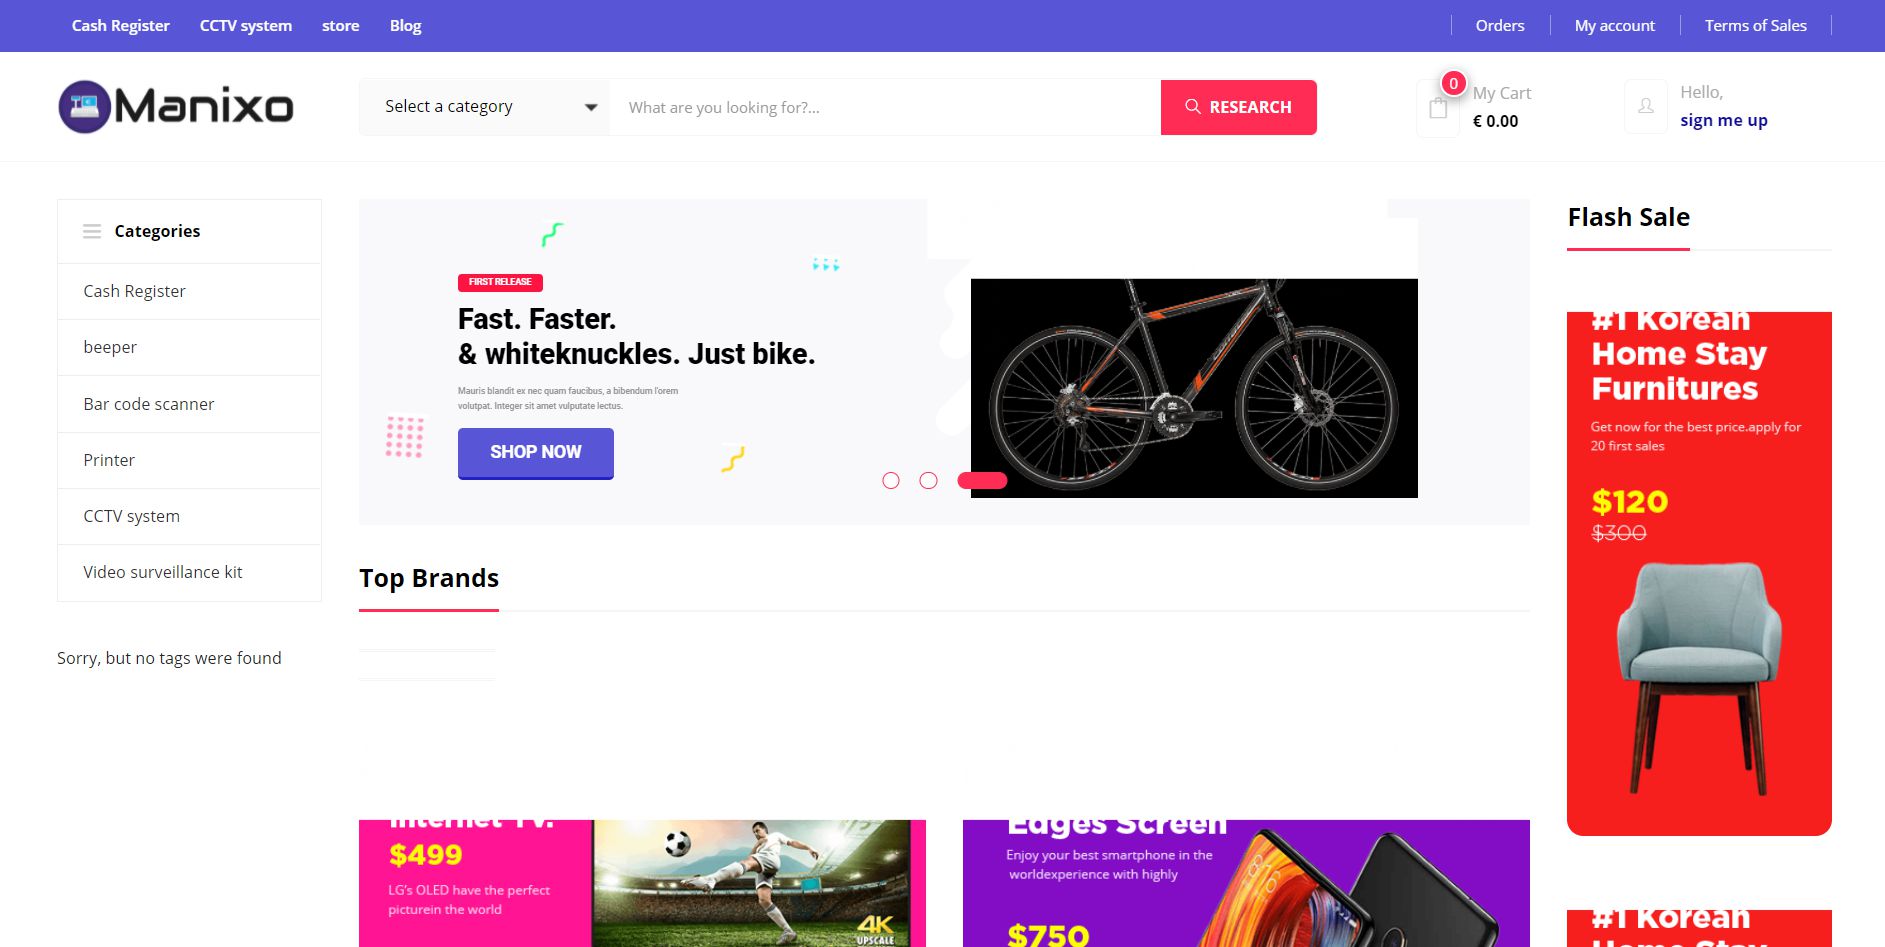 Cash Register
CCTV system
store
Blog
Orders
My account
Terms of Sales
Manixo
Select a category
What are you looking for?...
RESEARCH
0
My Cart
€ 0.00
Hello,
sign me up
Categories
Cash Register
beeper
Bar code scanner
Printer
CCTV system
Video surveillance kit
Sorry, but no tags were found
FIRST RELEASE
Fast. Faster.
& whiteknuckles. Just bike.
Mauris blandit ex nec quam faucibus, a bibendum l'orem
volutpat. Integer sit amet vulputate lectus.
SHOP NOW
Top Brands
Internet TV.
$499
LG's OLED have the perfect
picturein the world
4K
UPSCALE
Edges Screen
Enjoy your best smartphone in the
worldexperience with highly
$750
Flash Sale
#1 Korean
Home Stay
Furnitures
Get now for the best price.apply for
20 first sales
$120
$300
#1 Korean
Home Stay